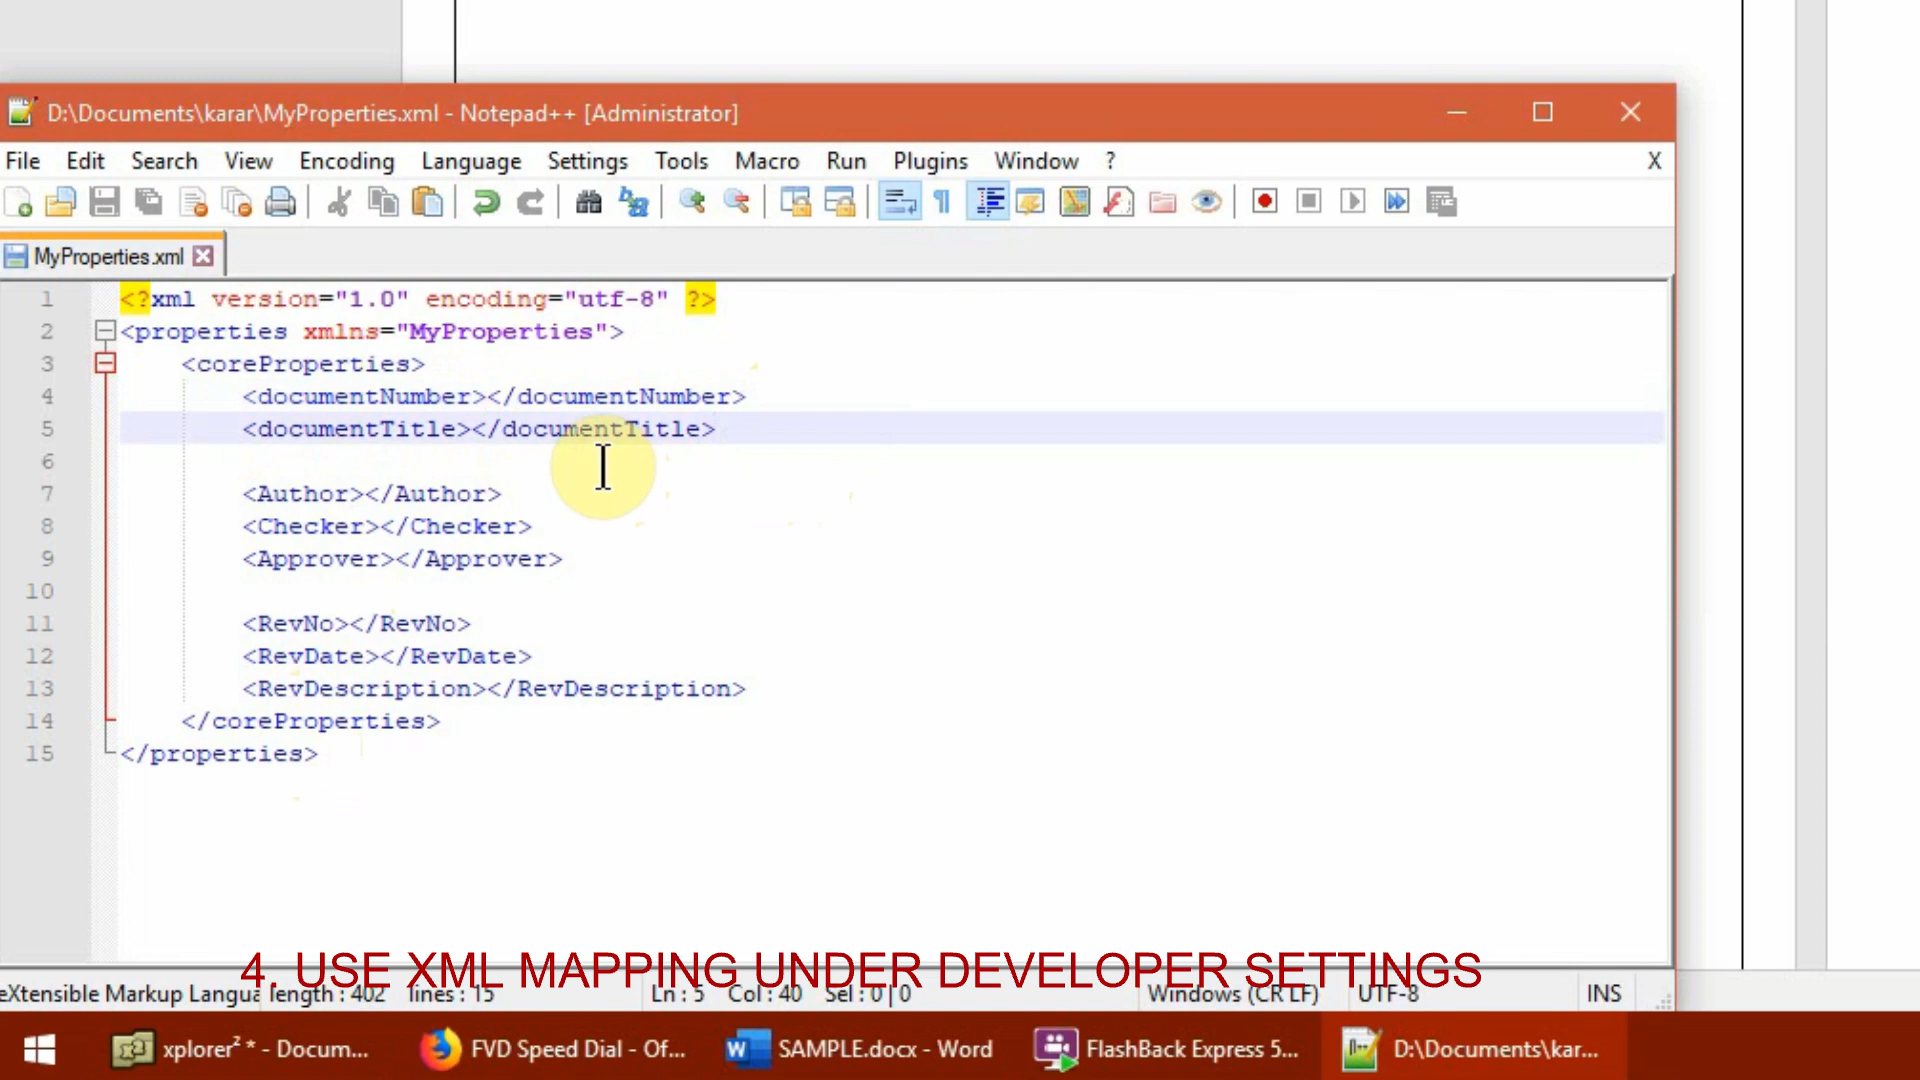 D:\Documents\karar\MyProperties.xml - Notepad++ [Administrator]
File Edit Search View Encoding Language Settings Tools Macro Run Plugins Window ? X
MyProperties.xml
1 <?xml version="1.0" encoding="utf-8" ?>
2 <properties xmlns="MyProperties">
3 <coreProperties>
4 <documentNumber></documentNumber>
5 <documentTitle></documentTitle>
6
7 <Author></Author>
8 <Checker></Checker>
9 <Approver></Approver>
10
11 <RevNo></RevNo>
12 <RevDate></RevDate>
13 <RevDescription></RevDescription>
14 </coreProperties>
15 </properties>
4. USE XML MAPPING UNDER DEVELOPER SETTINGS
eXtensible Markup Langua length : 402 lines : 15 Ln : 5 Col : 40 Sel : 0 | 0 Windows (CR LF) UTF-8 INS
xplorer² * - Docum... FVD Speed Dial - Of... SAMPLE.docx - Word FlashBack Express 5... D:\Documents\kar...